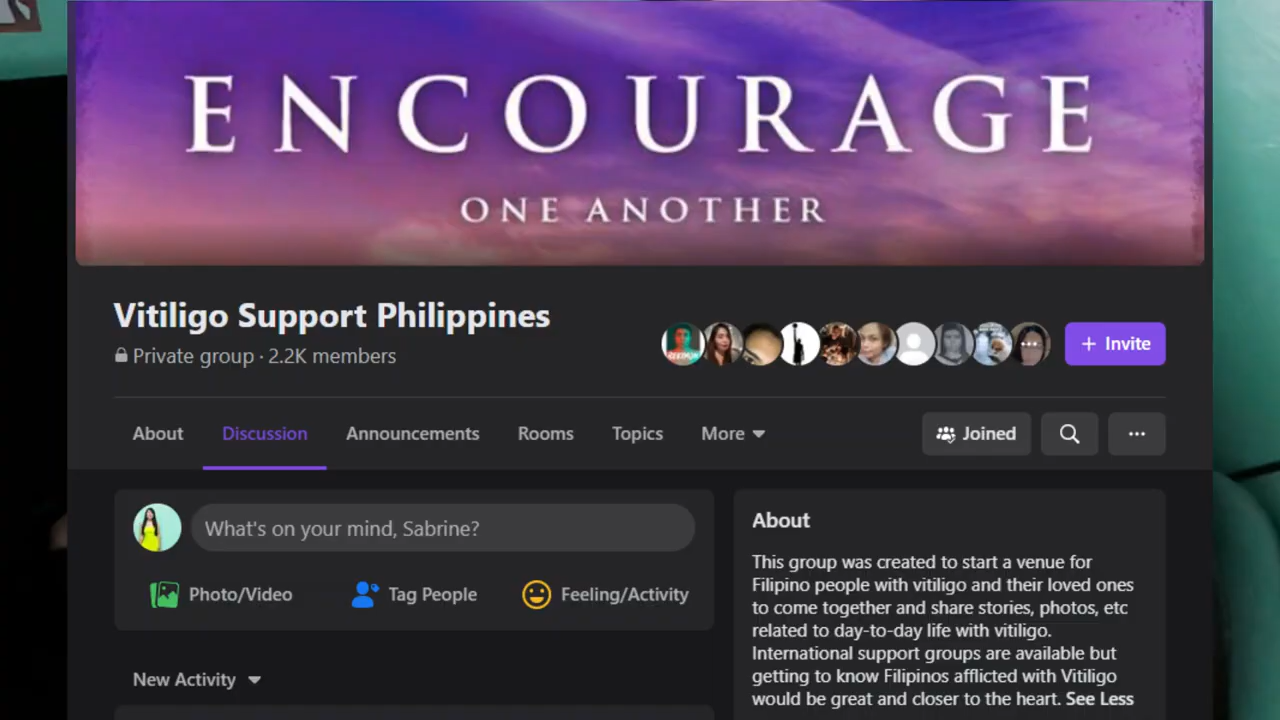 ENCOURAGE
ONE ANOTHER
Vitiligo Support Philippines
Private group · 2.2K members
+ Invite
About
Discussion
Announcements
Rooms
Topics
More
Joined
What's on your mind, Sabrine?
Photo/Video
Tag People
Feeling/Activity
New Activity
About
This group was created to start a venue for
Filipino people with vitiligo and their loved ones
to come together and share stories, photos, etc
related to day-to-day life with vitiligo.
International support groups are available but
getting to know Filipinos afflicted with Vitiligo
would be great and closer to the heart. See Less